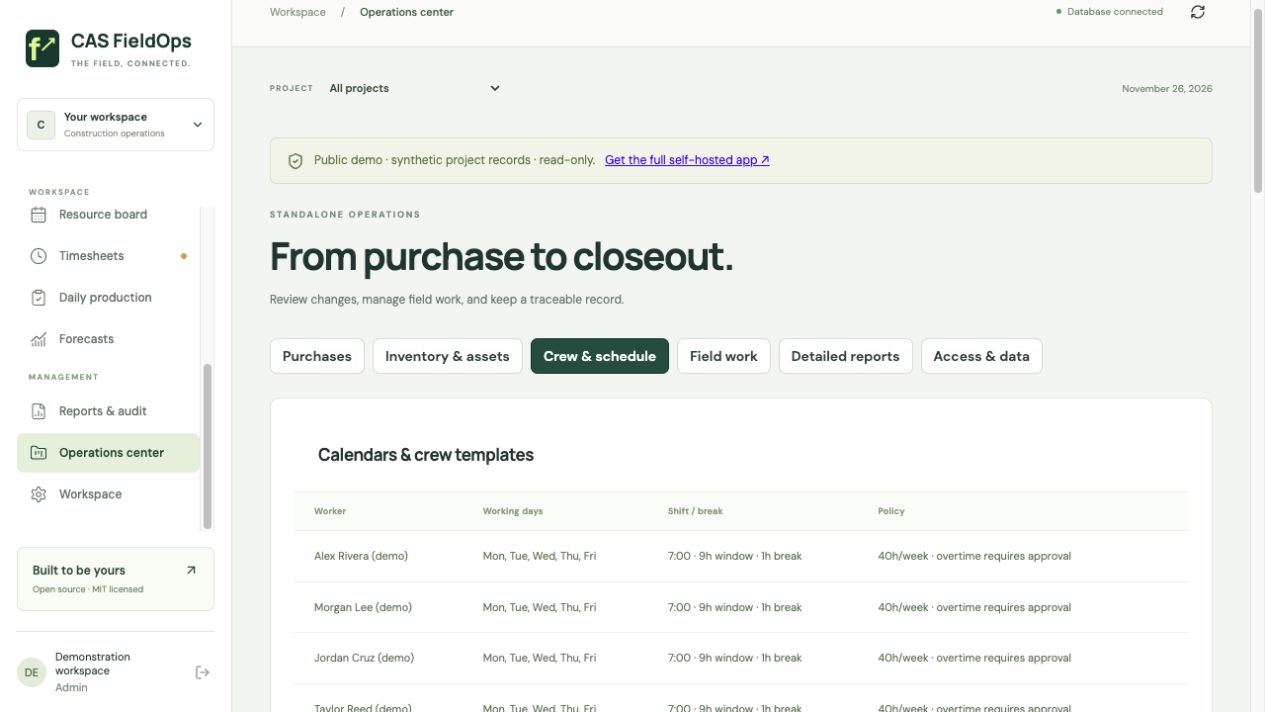 CAS FieldOps
THE FIELD, CONNECTED.
C
Your workspace
Construction operations
WORKSPACE
Resource board
Timesheets
Daily production
Forecasts
MANAGEMENT
Reports & audit
Operations center
Workspace
Built to be yours
Open source · MIT licensed
DE
Demonstration
workspace
Admin
Workspace / Operations center
Database connected
PROJECT All projects
November 26, 2026
Public demo · synthetic project records · read-only. Get the full self-hosted app ↗
STANDALONE OPERATIONS
From purchase to closeout.
Review changes, manage field work, and keep a traceable record.
Purchases Inventory & assets Crew & schedule Field work Detailed reports Access & data
Calendars & crew templates
Worker Working days Shift / break Policy
Alex Rivera (demo) Mon, Tue, Wed, Thu, Fri 7:00 · 9h window · 1h break 40h/week · overtime requires approval
Morgan Lee (demo) Mon, Tue, Wed, Thu, Fri 7:00 · 9h window · 1h break 40h/week · overtime requires approval
Jordan Cruz (demo) Mon, Tue, Wed, Thu, Fri 7:00 · 9h window · 1h break 40h/week · overtime requires approval
Taylor Reed (demo) Mon, Tue, Wed, Thu, Fri 7:00 · 9h window · 1h break 40h/week · overtime requires approval